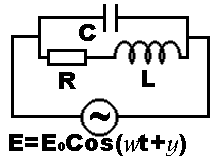 C
R L
~
E=E₀Cos(wt+y)